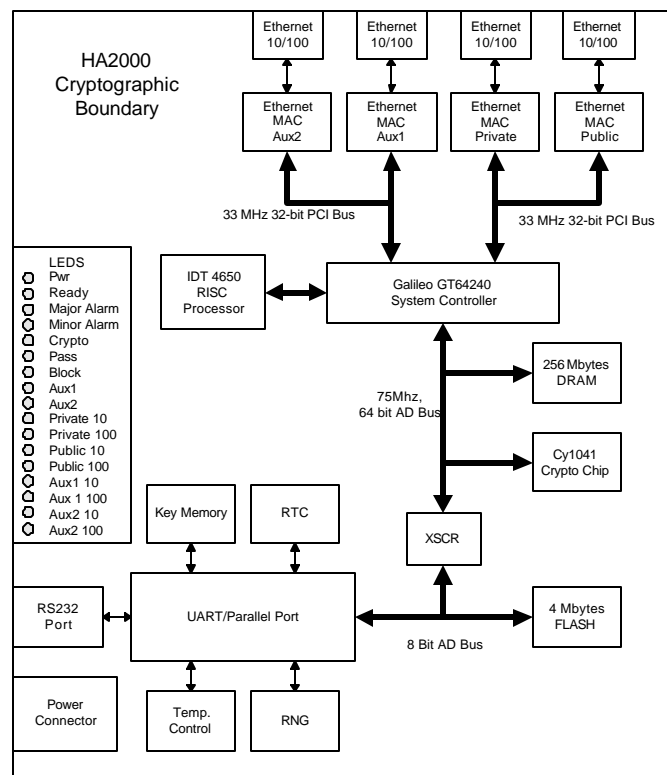 HA2000
Cryptographic
Boundary
Ethernet
10/100
Ethernet
10/100
Ethernet
10/100
Ethernet
10/100
Ethernet
MAC
Aux2
Ethernet
MAC
Aux1
Ethernet
MAC
Private
Ethernet
MAC
Public
33 MHz 32-bit PCI Bus
33 MHz 32-bit PCI Bus
IDT 4650
RISC
Processor
Galileo GT64240
System Controller
LEDS
Pwr
Ready
Major Alarm
Minor Alarm
Crypto
Pass
Block
Aux1
Aux2
Private 10
Private 100
Public 10
Public 100
Aux1 10
Aux 1 100
Aux2 10
Aux2 100
75Mhz,
64 bit AD Bus
256 Mbytes
DRAM
Cy1041
Crypto Chip
Key Memory
RTC
XSCR
RS232
Port
UART/Parallel Port
8 Bit AD Bus
4 Mbytes
FLASH
Power
Connector
Temp.
Control
RNG